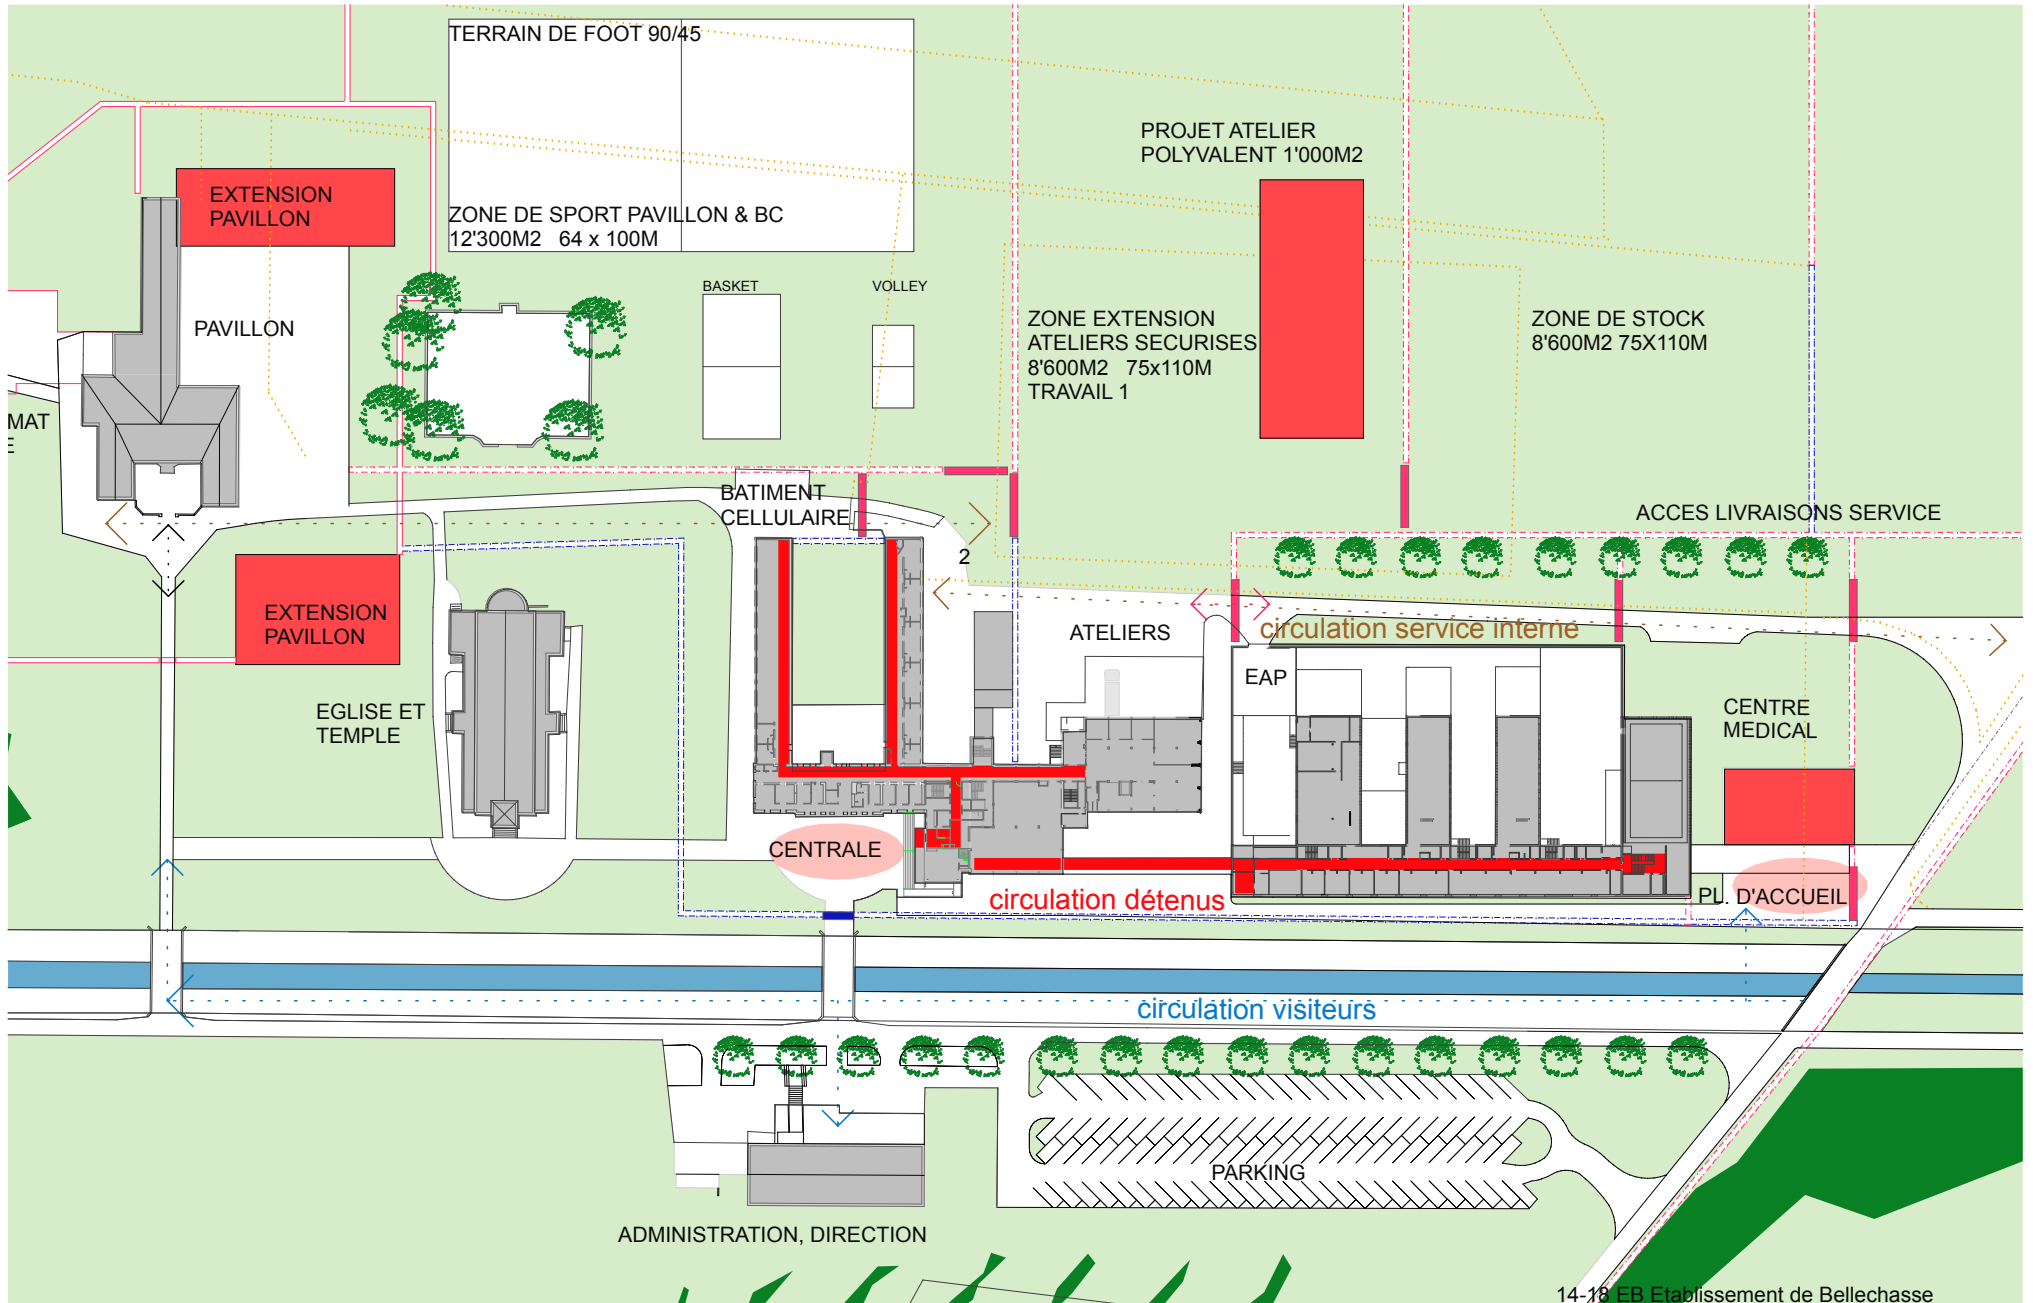 TERRAIN DE FOOT 90/45
PROJET ATELIER
POLYVALENT 1'000M2
EXTENSION
PAVILLON
ZONE DE SPORT PAVILLON & BC
12'300M2 64 x 100M
BASKET
VOLLEY
PAVILLON
ZONE EXTENSION
ATELIERS SECURISES
8'600M2 75x110M
TRAVAIL 1
ZONE DE STOCK
8'600M2 75X110M
MAT
E
BATIMENT
CELLULAIRE
ACCES LIVRAISONS SERVICE
2
EXTENSION
PAVILLON
ATELIERS
circulation service interne
EAP
EGLISE ET
TEMPLE
CENTRE
MEDICAL
CENTRALE
circulation détenus
PL. D'ACCUEIL
circulation visiteurs
PARKING
ADMINISTRATION, DIRECTION
14-18 EB Etablissement de Bellechasse